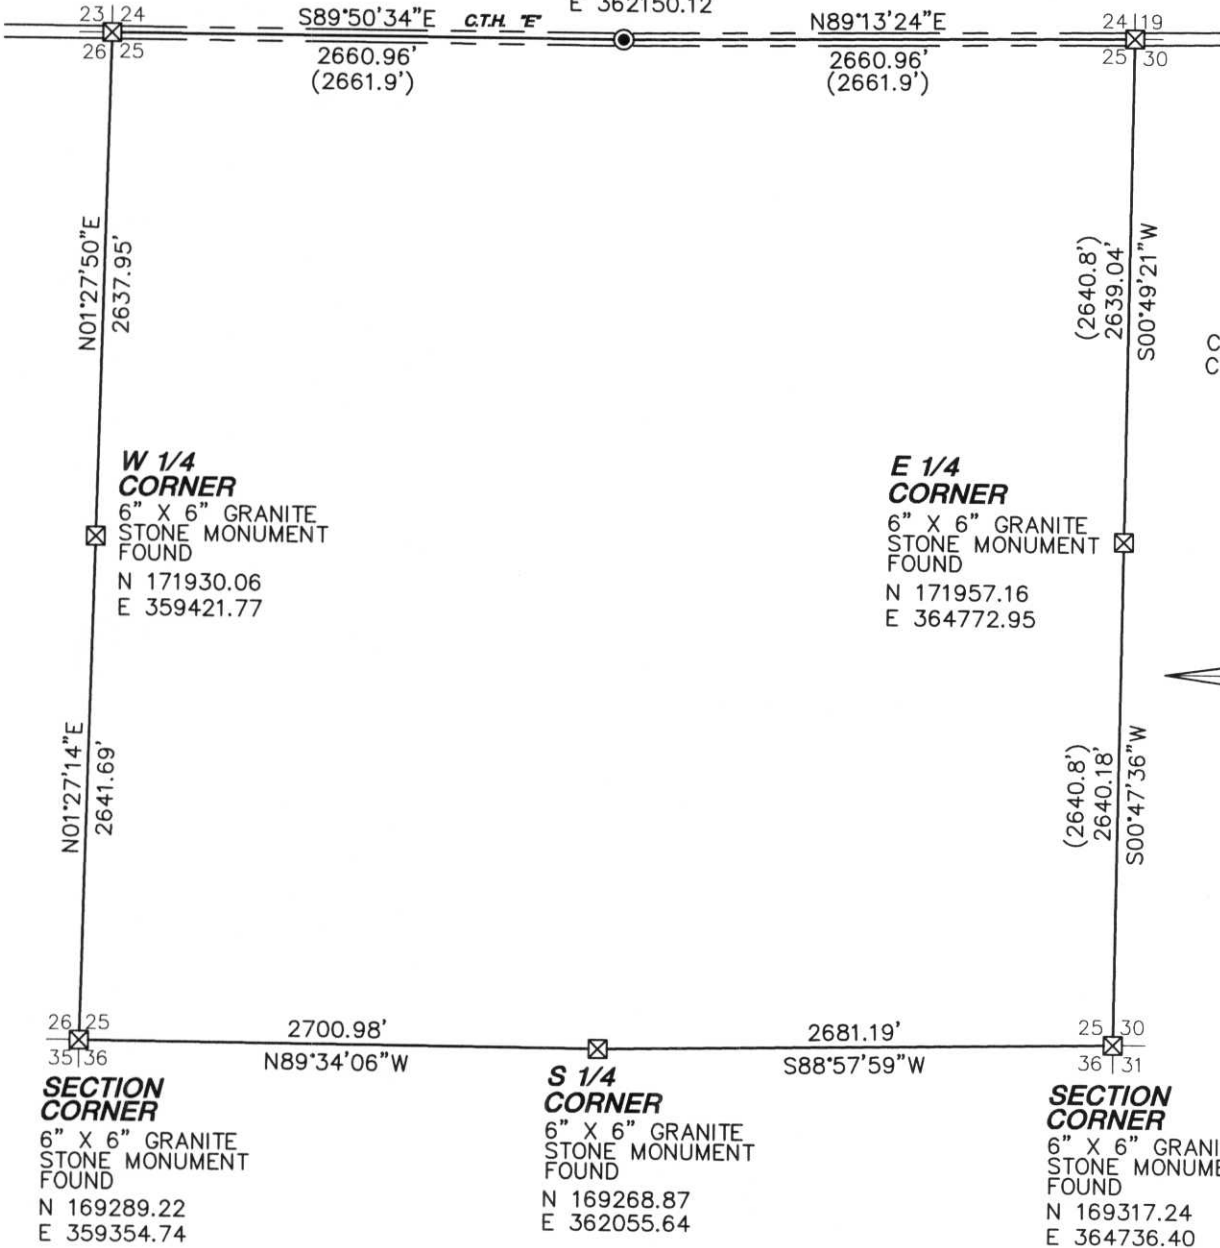 E 362150.12
23 24
S89°50'34"E
C.T.H. "E"
N89°13'24"E
24 19
26 25
2660.96'
(2661.9')
2660.96'
(2661.9')
25 30
N01°27'50"E
2637.95'
(2640.8')
2639.04'
S00°49'21"W
C
C
W 1/4
CORNER
6" X 6" GRANITE
STONE MONUMENT
FOUND
N 171930.06
E 359421.77
E 1/4
CORNER
6" X 6" GRANITE
STONE MONUMENT
FOUND
N 171957.16
E 364772.95
N01°27'14"E
2641.69'
(2640.8')
2640.18'
S00°47'36"W
26 25
2700.98'
2681.19'
25 30
35 36
N89°34'06"W
S88°57'59"W
36 31
SECTION
CORNER
6" X 6" GRANITE
STONE MONUMENT
FOUND
N 169289.22
E 359354.74
S 1/4
CORNER
6" X 6" GRANITE
STONE MONUMENT
FOUND
N 169268.87
E 362055.64
SECTION
CORNER
6" X 6" GRANI
STONE MONUME
FOUND
N 169317.24
E 364736.40